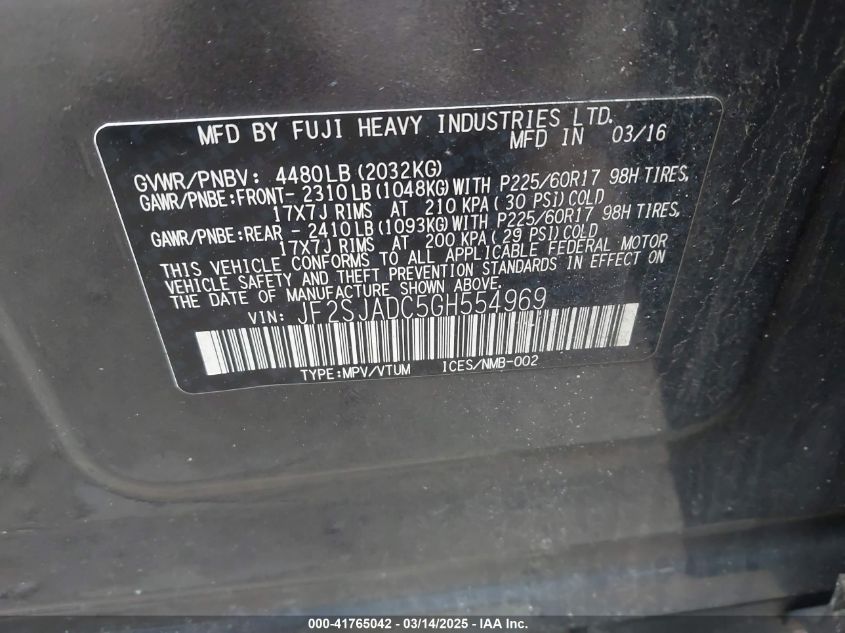 MFD BY FUJI HEAVY INDUSTRIES LTD.
MFD IN 03/16
GVWR/PNBV: 4480LB (2032KG)
GAWR/PNBE:FRONT- 2310LB (1048KG) WITH P225/60R17 98H TIRES,
17X7J RIMS AT 210 KPA ( 30 PSI) COLD
GAWR/PNBE:REAR - 2410LB (1093KG) WITH P225/60R17 98H TIRES,
17X7J RIMS AT 200 KPA ( 29 PSI) COLD
THIS VEHICLE CONFORMS TO ALL APPLICABLE FEDERAL MOTOR
VEHICLE SAFETY AND THEFT PREVENTION STANDARDS IN EFFECT ON
THE DATE OF MANUFACTURE SHOWN ABOVE.
VIN: JF2SJADC5GH554969
TYPE:MPV/VTUM ICES/NMB-002
000-41765042 - 03/14/2025 - IAA Inc.